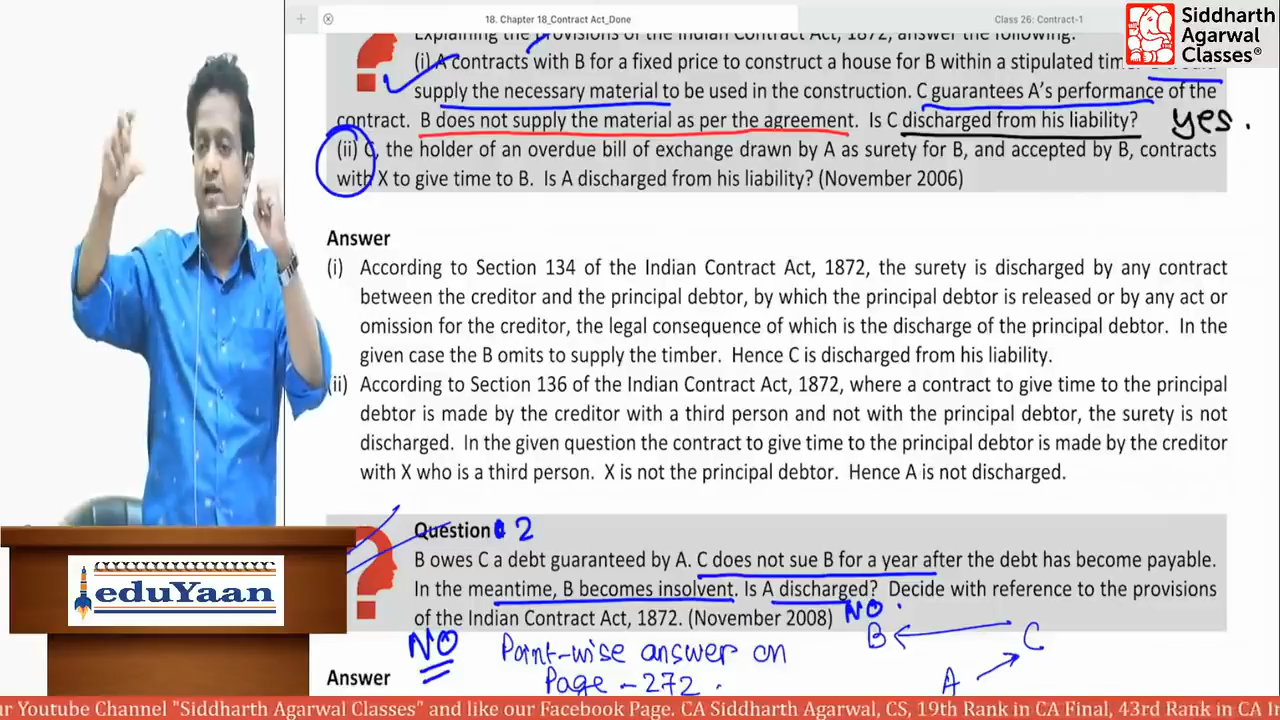 18. Chapter 18_Contract Act_Done
Class 26: Contract-1
Siddharth
Agarwal
Classes®
Explaining the provisions of the Indian Contract Act, 1872, answer the following:
(i) A contracts with B for a fixed price to construct a house for B within a stipulated time. B would
supply the necessary material to be used in the construction. C guarantees A's performance of the
contract. B does not supply the material as per the agreement. Is C discharged from his liability? yes.
(ii) C, the holder of an overdue bill of exchange drawn by A as surety for B, and accepted by B, contracts
with X to give time to B. Is A discharged from his liability? (November 2006)
Answer
(i) According to Section 134 of the Indian Contract Act, 1872, the surety is discharged by any contract
between the creditor and the principal debtor, by which the principal debtor is released or by any act or
omission for the creditor, the legal consequence of which is the discharge of the principal debtor. In the
given case the B omits to supply the timber. Hence C is discharged from his liability.
(ii) According to Section 136 of the Indian Contract Act, 1872, where a contract to give time to the principal
debtor is made by the creditor with a third person and not with the principal debtor, the surety is not
discharged. In the given question the contract to give time to the principal debtor is made by the creditor
with X who is a third person. X is not the principal debtor. Hence A is not discharged.
Question 2
B owes C a debt guaranteed by A. C does not sue B for a year after the debt has become payable.
In the meantime, B becomes insolvent. Is A discharged? Decide with reference to the provisions
of the Indian Contract Act, 1872. (November 2008) NO.
B C
NO Point-wise answer on
Page - 272.
A
Answer
eduYaan
ur Youtube Channel "Siddharth Agarwal Classes" and like our Facebook Page. CA Siddharth Agarwal, CS, 19th Rank in CA Final, 43rd Rank in CA In